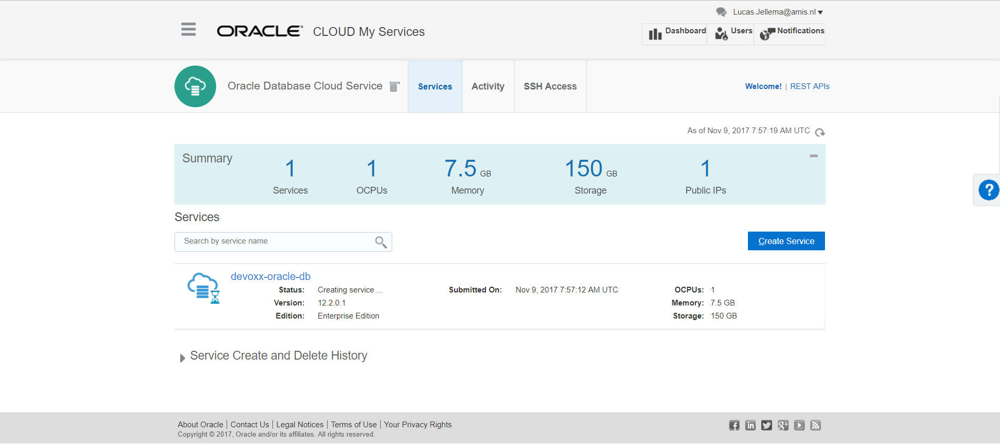 Lucas.Jellema@amis.nl
ORACLE CLOUD My Services
Dashboard Users Notifications
Oracle Database Cloud Service Services Activity SSH Access Welcome! | REST APIs
As of Nov 9, 2017 7:57:19 AM UTC
Summary
1 1 7.5 GB 150 GB 1
Services OCPUs Memory Storage Public IPs
?
Services
Search by service name
Create Service
devoxx-oracle-db
Status: Creating service ... Submitted On: Nov 9, 2017 7:57:12 AM UTC OCPUs: 1
Version: 12.2.0.1 Memory: 7.5 GB
Edition: Enterprise Edition Storage: 150 GB
Service Create and Delete History
About Oracle | Contact Us | Legal Notices | Terms of Use | Your Privacy Rights
Copyright © 2017, Oracle and/or its affiliates. All rights reserved.